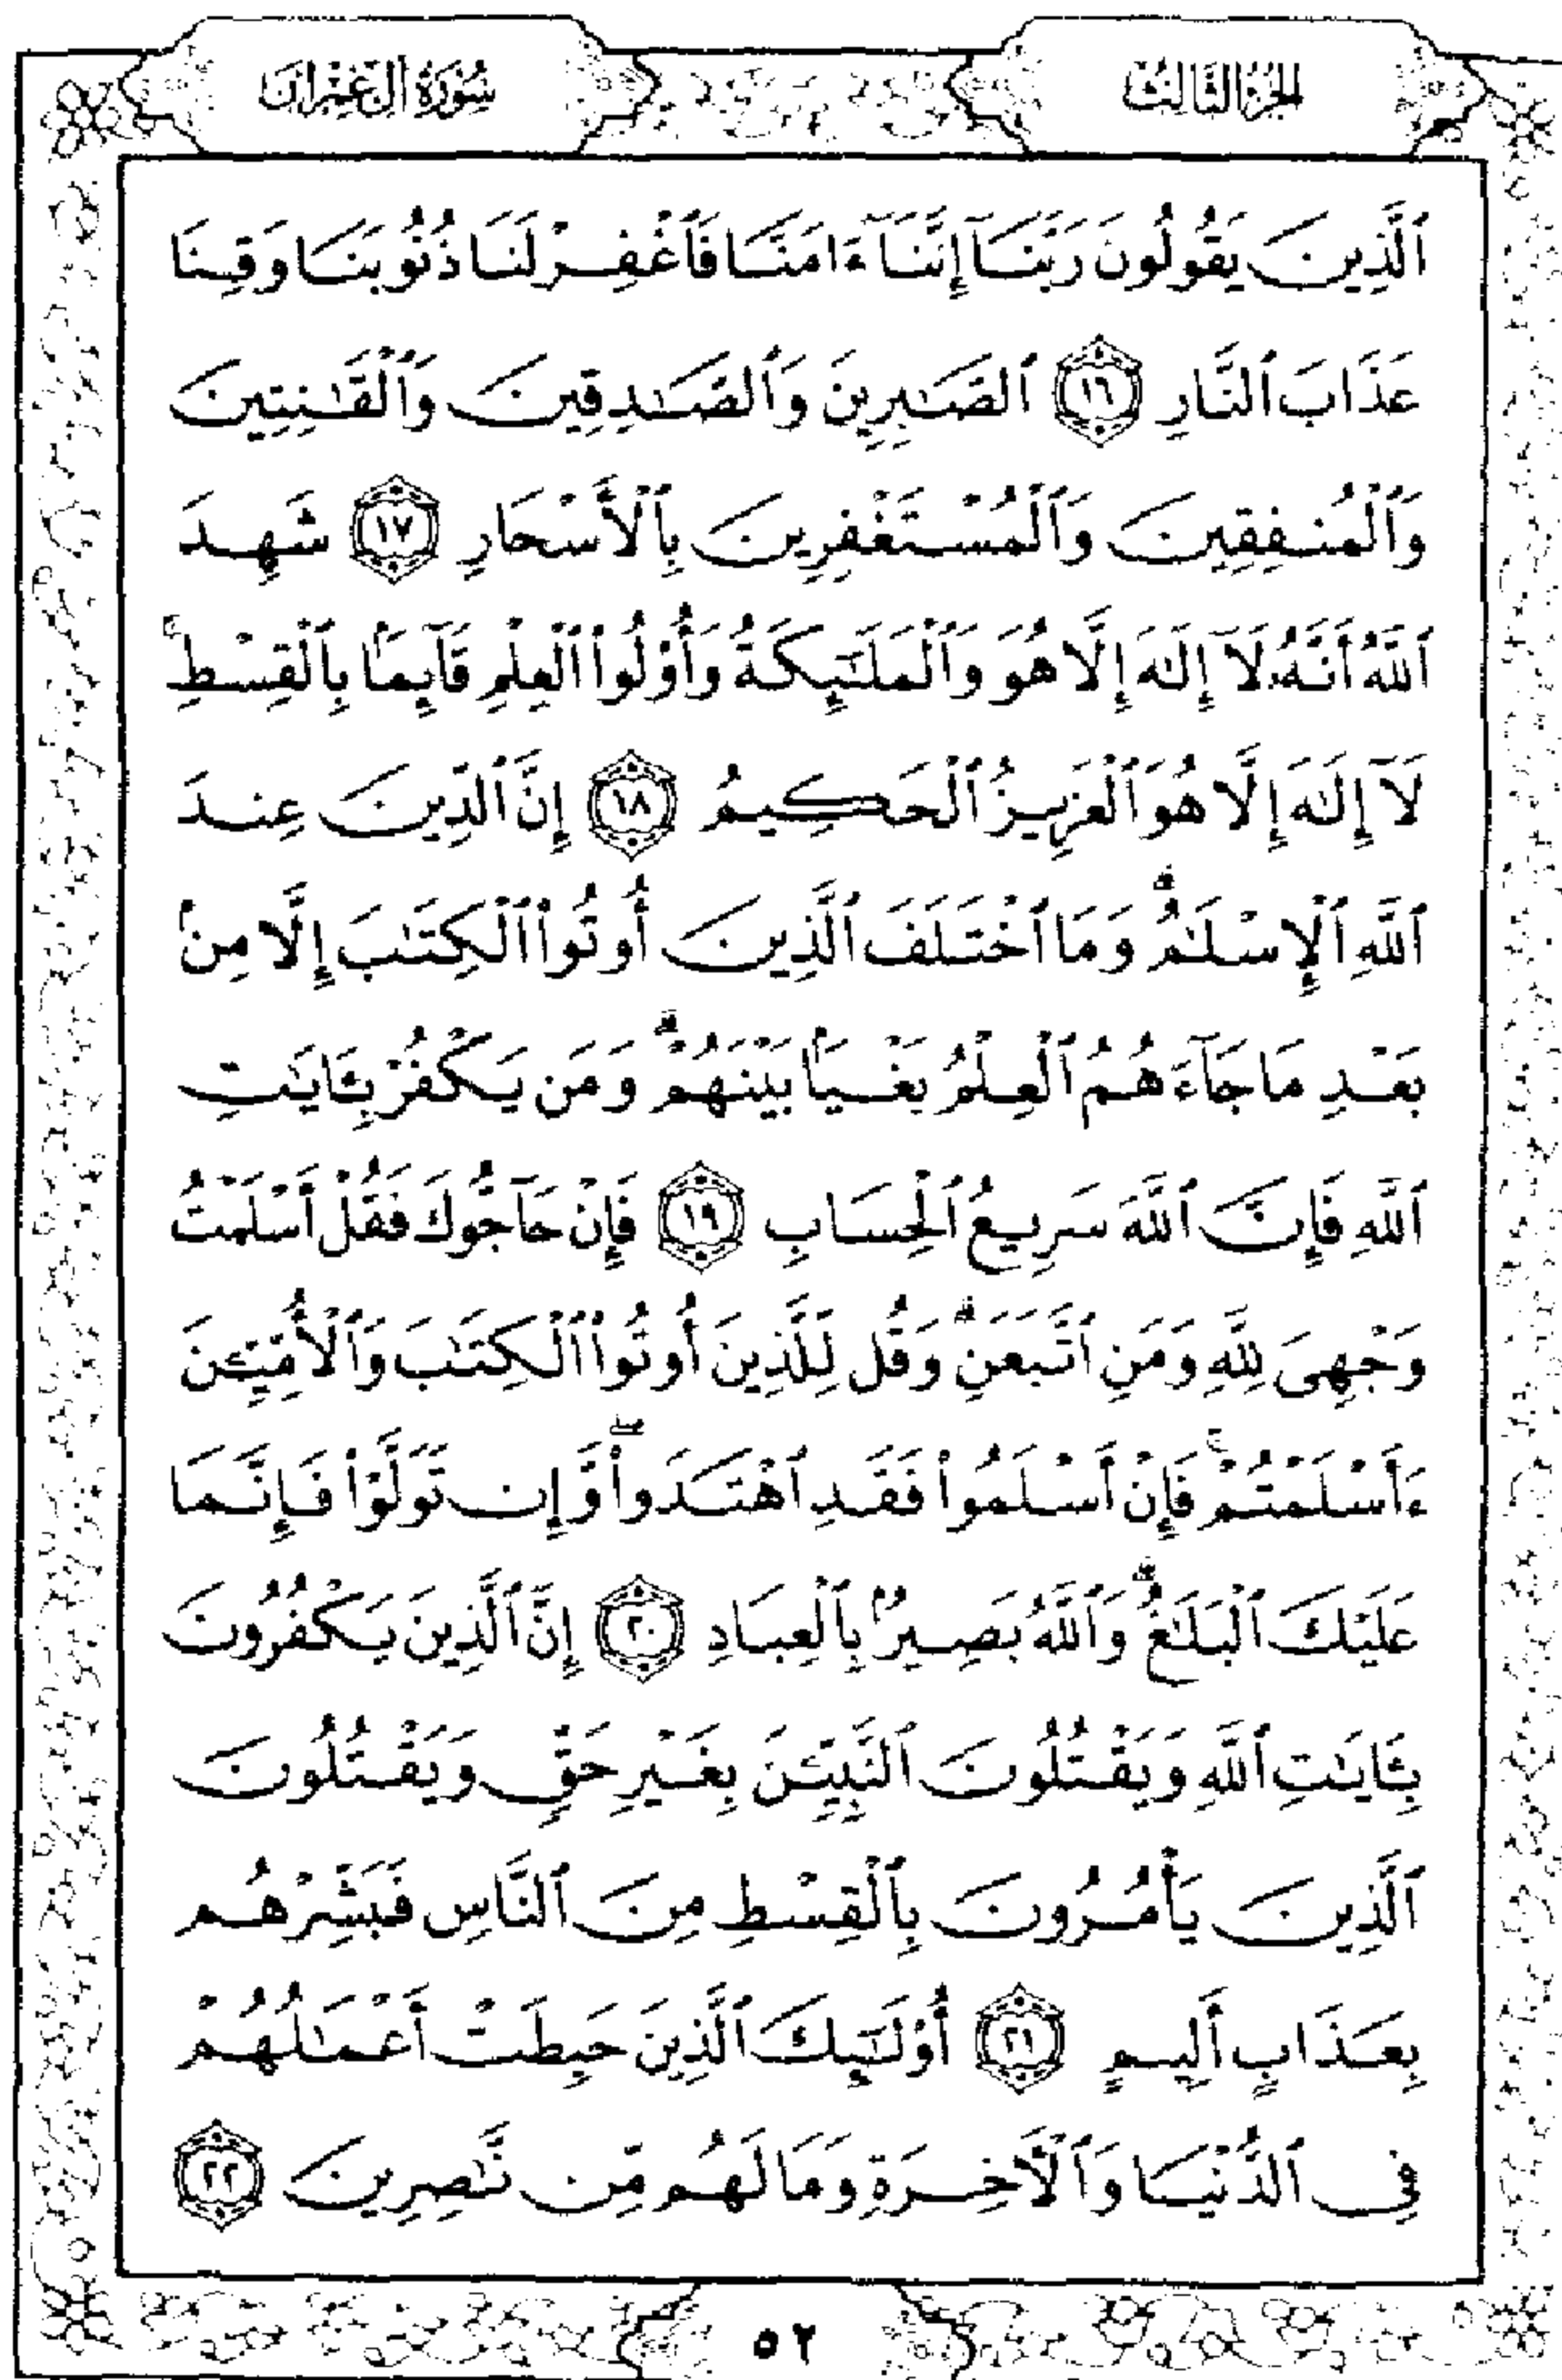 الجزء الثالث
سورة آل عمران
ٱلَّذِينَ يَقُولُونَ رَبَّنَآ إِنَّنَآ ءَامَنَّا فَٱغْفِرْ لَنَا ذُنُوبَنَا وَقِنَا
عَذَابَ ٱلنَّارِ ١٦ ٱلصَّـٰبِرِينَ وَٱلصَّـٰدِقِينَ وَٱلْقَـٰنِتِينَ
وَٱلْمُنفِقِينَ وَٱلْمُسْتَغْفِرِينَ بِٱلْأَسْحَارِ ١٧ شَهِدَ
ٱللَّهُ أَنَّهُۥ لَآ إِلَـٰهَ إِلَّا هُوَ وَٱلْمَلَـٰٓئِكَةُ وَأُو۟لُوا۟ ٱلْعِلْمِ قَآئِمًۢا بِٱلْقِسْطِ ۚ
لَآ إِلَـٰهَ إِلَّا هُوَ ٱلْعَزِيزُ ٱلْحَكِيمُ ١٨ إِنَّ ٱلدِّينَ عِندَ
ٱللَّهِ ٱلْإِسْلَـٰمُ ۗ وَمَا ٱخْتَلَفَ ٱلَّذِينَ أُوتُوا۟ ٱلْكِتَـٰبَ إِلَّا مِنۢ
بَعْدِ مَا جَآءَهُمُ ٱلْعِلْمُ بَغْيًۢا بَيْنَهُمْ ۗ وَمَن يَكْفُرْ بِـَٔايَـٰتِ
ٱللَّهِ فَإِنَّ ٱللَّهَ سَرِيعُ ٱلْحِسَابِ ١٩ فَإِنْ حَآجُّوكَ فَقُلْ أَسْلَمْتُ
وَجْهِىَ لِلَّهِ وَمَنِ ٱتَّبَعَنِ ۗ وَقُل لِّلَّذِينَ أُوتُوا۟ ٱلْكِتَـٰبَ وَٱلْأُمِّيِّـۧنَ
ءَأَسْلَمْتُمْ ۚ فَإِنْ أَسْلَمُوا۟ فَقَدِ ٱهْتَدَوا۟ ۖ وَّإِن تَوَلَّوْا۟ فَإِنَّمَا
عَلَيْكَ ٱلْبَلَـٰغُ ۗ وَٱللَّهُ بَصِيرٌۢ بِٱلْعِبَادِ ٢٠ إِنَّ ٱلَّذِينَ يَكْفُرُونَ
بِـَٔايَـٰتِ ٱللَّهِ وَيَقْتُلُونَ ٱلنَّبِيِّـۧنَ بِغَيْرِ حَقٍّ وَيَقْتُلُونَ
ٱلَّذِينَ يَأْمُرُونَ بِٱلْقِسْطِ مِنَ ٱلنَّاسِ فَبَشِّرْهُم
بِعَذَابٍ أَلِيمٍ ٢١ أُو۟لَـٰٓئِكَ ٱلَّذِينَ حَبِطَتْ أَعْمَـٰلُهُمْ
فِى ٱلدُّنْيَا وَٱلْـَٔاخِرَةِ وَمَا لَهُم مِّن نَّـٰصِرِينَ ٢٢
٥٢